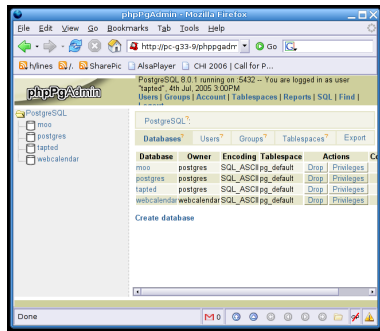 phpPgAdmin - Mozilla Firefox
File Edit View Go Bookmarks Tab Tools Help
http://pc-g33-9/phppgadr Go
h/lines /. SharePic AlsaPlayer CHI 2006 | Call for P...
phpPgAdmin
PostgreSQL 8.0.1 running on :5432 -- You are logged in as user "tapted", 4th Jul, 2005 3:00PM
Users | Groups | Account | Tablespaces | Reports | SQL | Find |
PostgreSQL
moo
postgres
tapted
webcalendar
PostgreSQL?:
Databases? Users? Groups? Tablespaces? Export
Database Owner Encoding Tablespace Actions Co
moo postgres SQL_ASCII pg_default Drop Privileges
postgres postgres SQL_ASCII pg_default Drop Privileges
tapted postgres SQL_ASCII pg_default Drop Privileges
webcalendar webcalendar SQL_ASCII pg_default Drop Privileges
Create database
Done
0